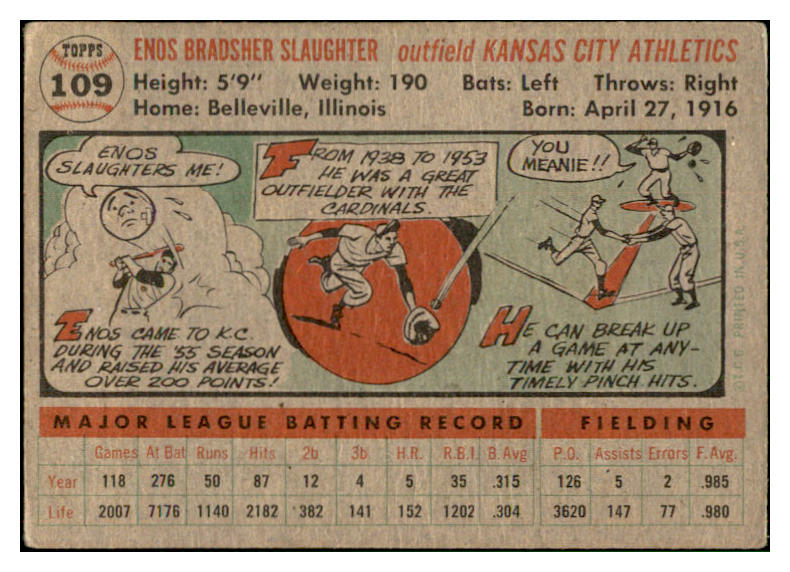 TOPPS
109
ENOS BRADSHER SLAUGHTER outfield KANSAS CITY ATHLETICS
Height: 5'9" Weight: 190 Bats: Left Throws: Right
Home: Belleville, Illinois Born: April 27, 1916
ENOS
SLAUGHTERS ME!
FROM 1938 TO 1953
HE WAS A GREAT
OUTFIELDER WITH THE
CARDINALS.
YOU
MEANIE!!
ENOS CAME TO K.C.
DURING THE '55 SEASON
AND RAISED HIS AVERAGE
OVER 200 POINTS!
HE CAN BREAK UP
A GAME AT ANY-
TIME WITH HIS
TIMELY PINCH HITS.
T.C.G. PRINTED IN U.S.A.
MAJOR LEAGUE BATTING RECORD FIELDING
Games At Bat Runs Hits 2b 3b H.R. R.B.I. B.Avg P.O. Assists Errors F.Avg.
Year 118 276 50 87 12 4 5 35 .315 126 5 2 .985
Life 2007 7176 1140 2182 382 141 152 1202 .304 3620 147 77 .980